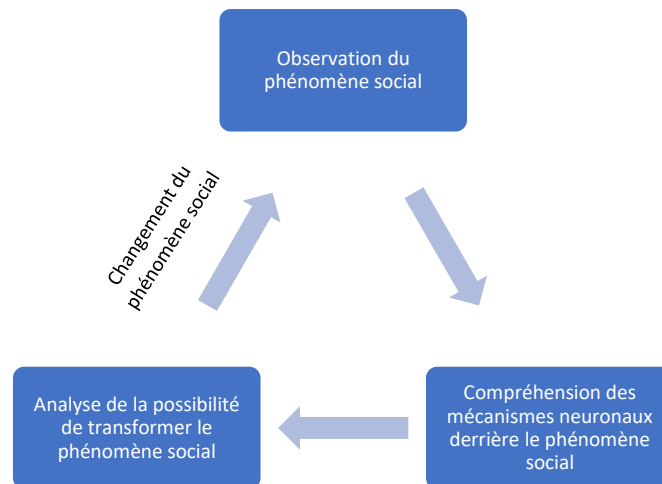 Observation du
phénomène social
Changement du
phénomène social
Analyse de la possibilité
de transformer le
phénomène social
Compréhension des
mécanismes neuronaux
derrière le phénomène
social